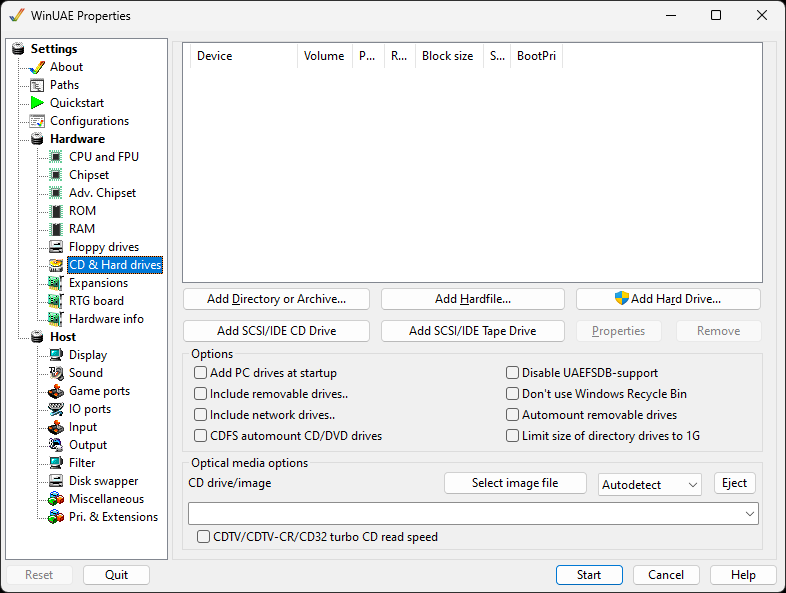 WinUAE Properties
Settings
About
Paths
Quickstart
Configurations
Hardware
CPU and FPU
Chipset
Adv. Chipset
ROM
RAM
Floppy drives
CD & Hard drives
Expansions
RTG board
Hardware info
Host
Display
Sound
Game ports
IO ports
Input
Output
Filter
Disk swapper
Miscellaneous
Pri. & Extensions
Device Volume P... R... Block size S... BootPri
Add Directory or Archive... Add Hardfile... Add Hard Drive...
Add SCSI/IDE CD Drive Add SCSI/IDE Tape Drive Properties Remove
Options
Add PC drives at startup Disable UAEFSDB-support
Include removable drives.. Don't use Windows Recycle Bin
Include network drives.. Automount removable drives
CDFS automount CD/DVD drives Limit size of directory drives to 1G
Optical media options
CD drive/image Select image file Autodetect Eject
CDTV/CDTV-CR/CD32 turbo CD read speed
Reset Quit Start Cancel Help